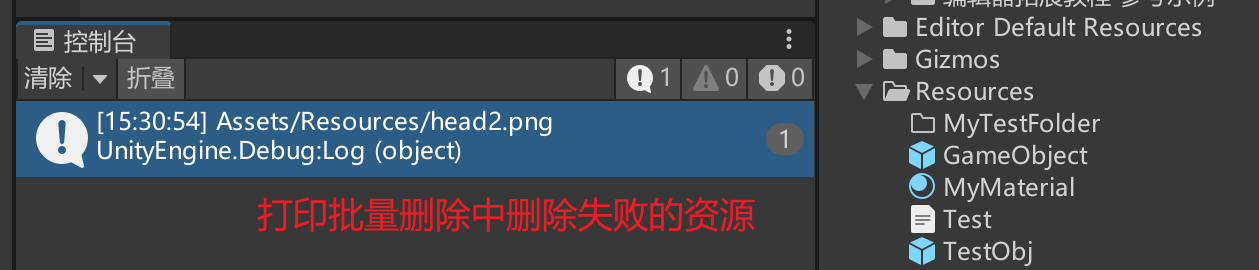 控制台
清除
折叠
1
0
0
[15:30:54] Assets/Resources/head2.png
UnityEngine.Debug:Log (object)
1
打印批量删除中删除失败的资源
Editor Default Resources
Gizmos
Resources
MyTestFolder
GameObject
MyMaterial
Test
TestObj